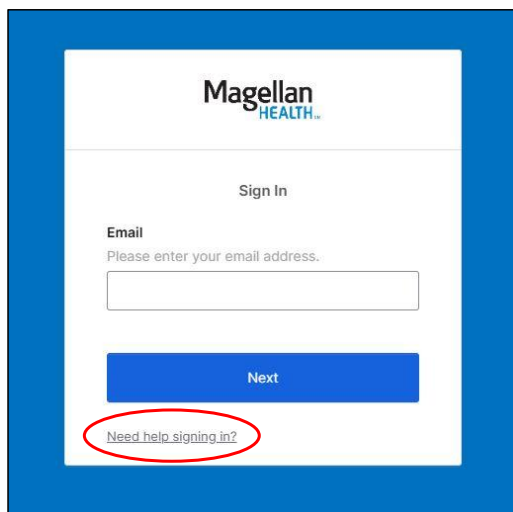 Magellan
HEALTH
Sign In
Email
Please enter your email address.
Next
Need help signing in?